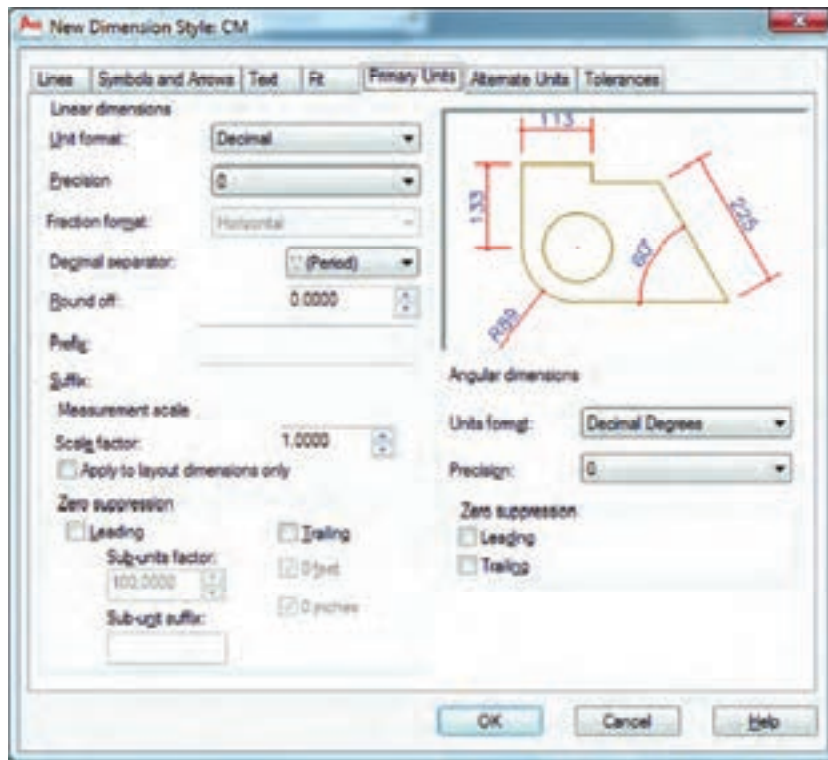 New Dimension Style: CM
Lines Symbols and Arrows Text Fit Primary Units Alternate Units Tolerances
Linear dimensions
Unit format: Decimal
Precision 0
Fraction format: Horizontal
Decimal separator: '.' (Period)
Round off: 0.0000
Prefix:
Suffix:
Measurement scale
Scale factor: 1.0000
Apply to layout dimensions only
Zero suppression
Leading Trailing
Sub-units factor: 0 feet
100.0000
0 inches
Sub-unit suffix:
113
133
225
60°
R89
Angular dimensions
Units format: Decimal Degrees
Precision: 0
Zero suppression
Leading
Trailing
OK Cancel Help